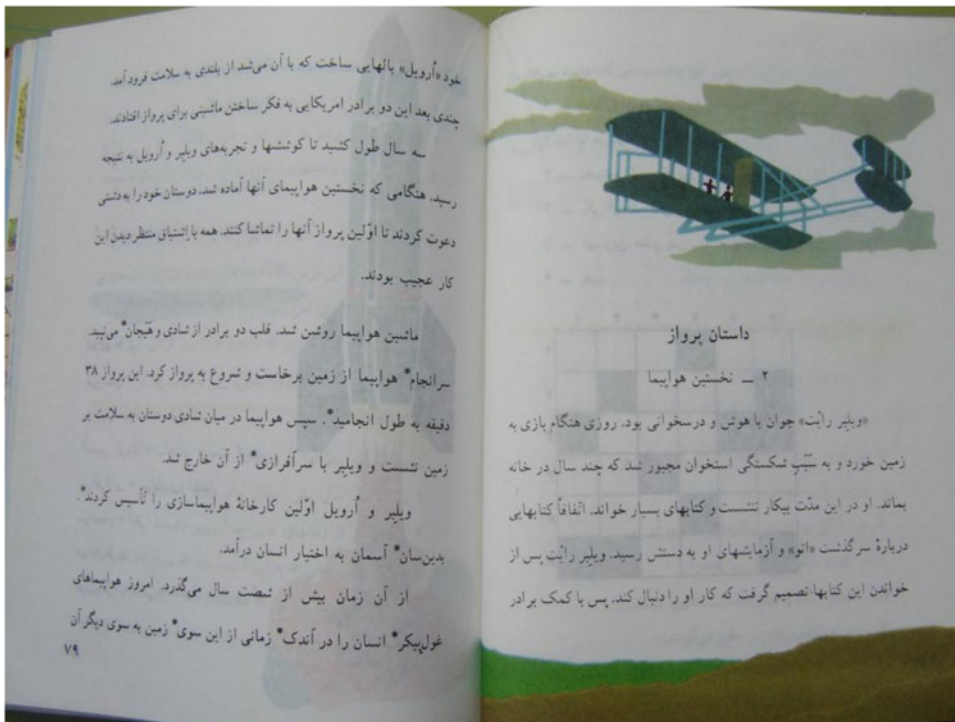 داستان پرواز
۲ ــ نخستین هواپیما
«ویلبر رایْت» جوان با هوش و درسخوانی بود. روزی هنگام بازی به
زمین خورد و به سَبَبِ شکستگی استخوان مجبور شد که چند سال در خانه
بماند. او در این مدّت بیکار ننشست و کتابهای بسیار خواند. اتّفاقاً کتابهایی
دربارهٔ سرگذشت «اتو» و آزمایشهای او به دستش رسید. ویلبر رایْت پس از
خواندن این کتابها، تصمیم گرفت که کار او را دنبال کند. پس با کمک برادر
خود «اُرویل» بالهایی ساخت که با آن می‌شد از بلندی به سلامت فرود آمد.
چندی بعد این دو برادر امریکایی به فکر ساختن ماشینی برای پرواز افتادند.
سه سال طول کشید تا کوششها و تجربه‌های ویلبر و اُرویل به نتیجه
رسید. هنگامی که نخستین هواپیمای آنها آماده شد، دوستان خود را به دشتی
دعوت کردند تا اوّلین پرواز آنها را تماشا کنند. همه با اِشتیاق منتظر دیدن این
کار عجیب بودند.
ماشین هواپیما روشن شد. قلب دو برادر از شادی و هَیَجان* می‌تپید.
سرانجام* هواپیما از زمین برخاست و شروع به پرواز کرد. این پرواز ۳۸
دقیقه به طول انجامید*. سپس هواپیما در میان شادی دوستان به سلامت بر
زمین نشست و ویلبر با سرآفرازی* از آن خارج شد.
ویلبر و اُرویل اوّلین کارخانهٔ هواپیماسازی را تأسیس کردند*.
بدین‌سان* آسمان به اختیار انسان درآمد.
از آن زمان بیش از شصت سال می‌گذرد. امروز هواپیماهای
غول‌پیکر* انسان را در اَندک* زمانی از این سوی* زمین به سوی دیگر آن
۷۹